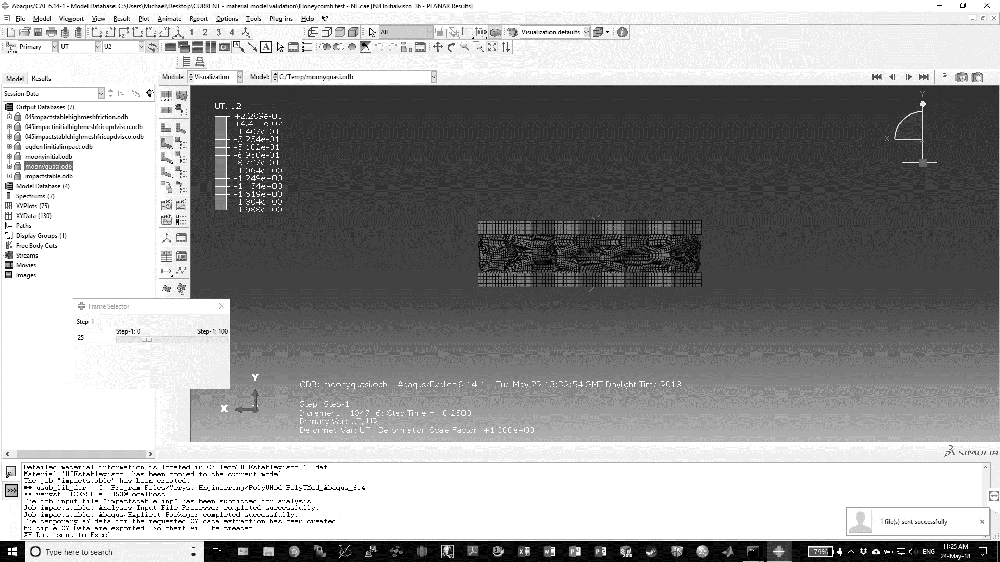 Abaqus/CAE 6.14-1 - Model Database: C:\Users\Michael\Desktop\CURRENT - material model validation\Honeycomb test - NE.cae [NJFInitialvisco_36 - PLANAR Results]
File Model Viewport View Result Plot Animate Report Options Tools Plug-ins Help
1 2 3 4 All Visualization defaults
Primary UT U2
Model Results
Module: Visualization Model: C:/Temp/moonyquasi.odb
Session Data
Output Databases (7)
045mpactstablehighmeshfriction.odb
045impactinitialhighmeshfricupdvisco.odb
045impactstablehighmeshfricupdvisco.odb
ogden1initialimpact.odb
moonyinitial.odb
moonyquasi.odb
impactstable.odb
Model Database (4)
Spectrums (7)
XYPlots (75)
XYData (130)
Paths
Display Groups (1)
Free Body Cuts
Streams
Movies
Images
UT, U2
+2.289e-01
+4.411e-02
-1.407e-01
-3.254e-01
-5.102e-01
-6.950e-01
-8.797e-01
-1.064e+00
-1.249e+00
-1.434e+00
-1.619e+00
-1.804e+00
-1.988e+00
Y
X
Z
Frame Selector
Step-1
Step-1: 0 Step-1: 100
25
Y
X
ODB: moonyquasi.odb Abaqus/Explicit 6.14-1 Tue May 22 13:32:54 GMT Daylight Time 2018
Step: Step-1
Increment 184746: Step Time = 0.2500
Primary Var: UT, U2
Deformed Var: UT Deformation Scale Factor: +1.000e+00
SIMULIA
Detailed material information is located in C:\Temp\NJFstablevisco_10.dat
Material 'NJFstablevisco' has been copied to the current model.
The job "impactstable" has been created.
** usub_lib_dir = C:/Program Files/Veryst Engineering/PolyUMod/PolyUMod_Abaqus_614
** veryst_LICENSE = 5053@localhost
The job input file "impactstable.inp" has been submitted for analysis.
Job impactstable: Analysis Input File Processor completed successfully.
Job impactstable: Abaqus/Explicit Packager completed successfully.
The temporary XY data for the requested XY data extraction has been created.
Multiple XY Data are exported. No chart will be created.
XY Data sent to Excel
1 file(s) sent successfully
Type here to search
79% ENG
11:25 AM
24-May-18